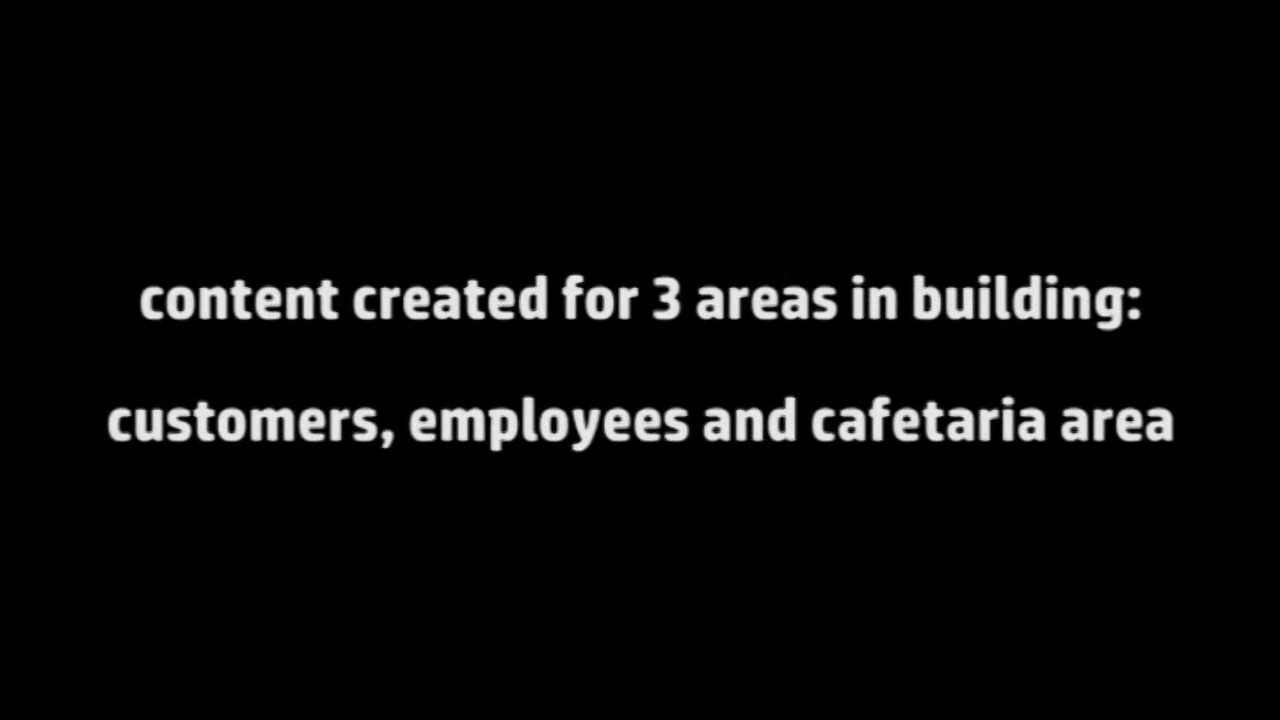 content created for 3 areas in building:
customers, employees and cafetaria area